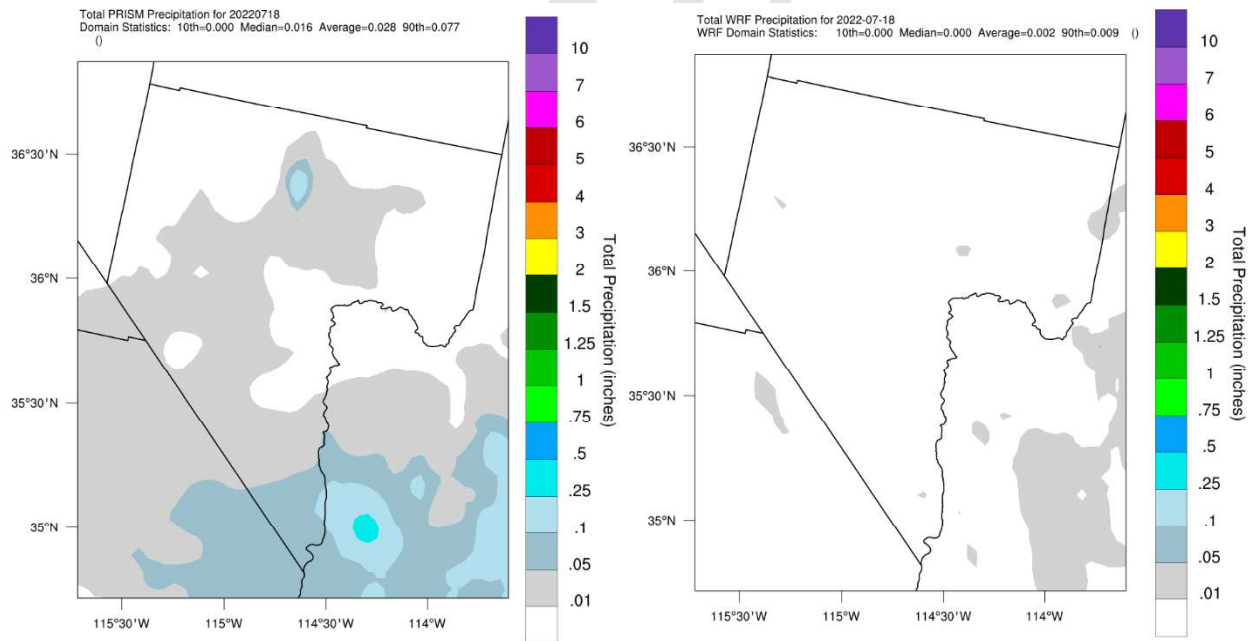 Total PRISM Precipitation for 20220718
Domain Statistics: 10th=0.000 Median=0.016 Average=0.028 90th=0.077
()
36°30'N
36°N
35°30'N
35°N
115°30'W
115°W
114°30'W
114°W
10
7
6
5
4
3
2
1.5
1.25
1
.75
.5
.25
.1
.05
.01
Total Precipitation (inches)
Total WRF Precipitation for 2022-07-18
WRF Domain Statistics: 10th=0.000 Median=0.000 Average=0.002 90th=0.009 ()
36°30'N
36°N
35°30'N
35°N
115°30'W
115°W
114°30'W
114°W
10
7
6
5
4
3
2
1.5
1.25
1
.75
.5
.25
.1
.05
.01
Total Precipitation (inches)